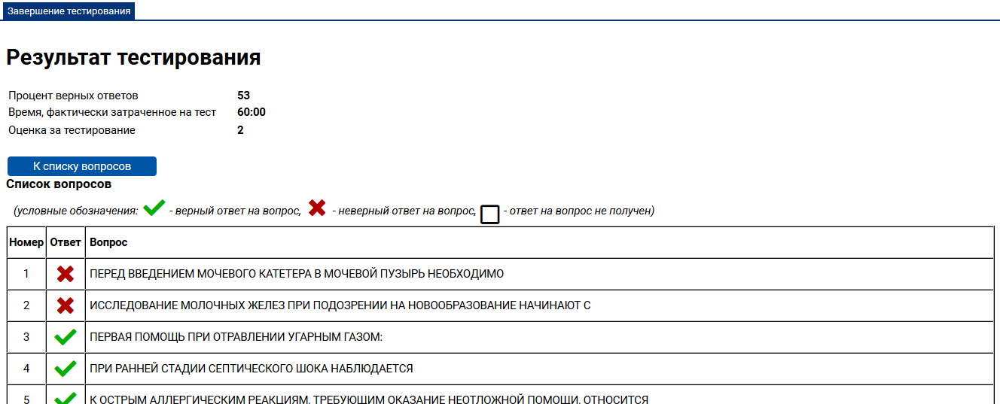 Завершение тестирования
Результат тестирования
Процент верных ответов 53
Время, фактически затраченное на тест 60:00
Оценка за тестирование 2
К списку вопросов
Список вопросов
(условные обозначения: - верный ответ на вопрос, - неверный ответ на вопрос, - ответ на вопрос не получен)
Номер Ответ Вопрос
1 ПЕРЕД ВВЕДЕНИЕМ МОЧЕВОГО КАТЕТЕРА В МОЧЕВОЙ ПУЗЫРЬ НЕОБХОДИМО
2 ИССЛЕДОВАНИЕ МОЛОЧНЫХ ЖЕЛЕЗ ПРИ ПОДОЗРЕНИИ НА НОВООБРАЗОВАНИЕ НАЧИНАЮТ С
3 ПЕРВАЯ ПОМОЩЬ ПРИ ОТРАВЛЕНИИ УГАРНЫМ ГАЗОМ:
4 ПРИ РАННЕЙ СТАДИИ СЕПТИЧЕСКОГО ШОКА НАБЛЮДАЕТСЯ
5 К ОСТРЫМ АЛЛЕРГИЧЕСКИМ РЕАКЦИЯМ, ТРЕБУЮЩИМ ОКАЗАНИЕ НЕОТЛОЖНОЙ ПОМОЩИ, ОТНОСИТСЯ